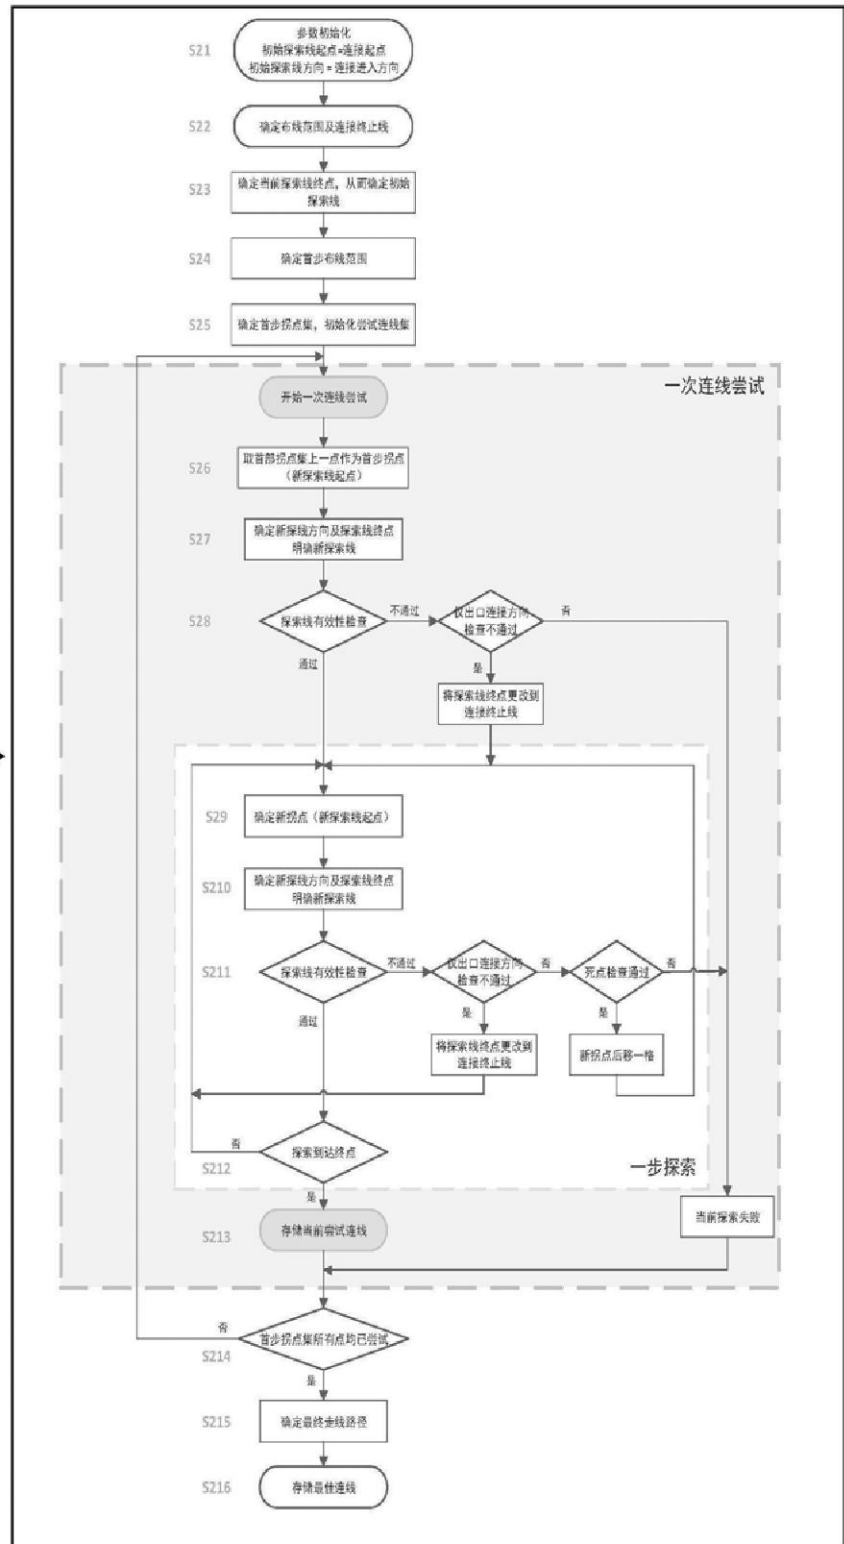 S21
参数初始化
初始探索线起点=连接起点
初始探索线方向=连接进入方向
S22
确定布线范围及连接终止线
S23
确定当前探索线终点，从而确定初始
探索线
S24
确定首步布线范围
S25
确定首步拐点集，初始化尝试连线集
一次连线尝试
开始一次连线尝试
S26
取首部拐点集上一点作为首步拐点
（新探索线起点）
S27
确定新探线方向及探索线终点
明确新探索线
S28
探索线有效性检查
不通过
仅出口连接方向
检查不通过
否
通过
是
将探索线终点更改到
连接终止线
S29
确定新拐点（新探索线起点）
S210
确定新探线方向及探索线终点
明确新探索线
S211
探索线有效性检查
不通过
仅出口连接方向
检查不通过
否
死点检查通过
否
通过
是
是
将探索线终点更改到
连接终止线
新拐点后移一格
否
探索到达终点
S212
一步探索
是
S213
存储当前尝试连线
当前探索失败
否
首步拐点集所有点均已尝试
S214
是
S215
确定最终走线路径
S216
存储最佳连线